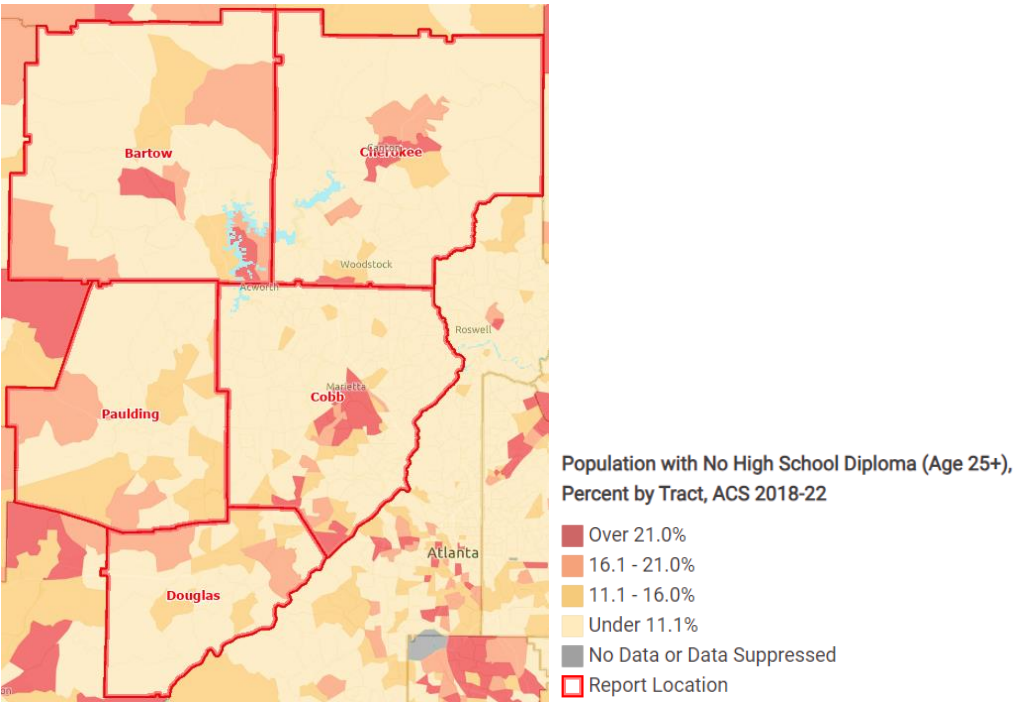 Bartow
Canton
Cherokee
Woodstock
Acworth
Roswell
Marietta
Cobb
Paulding
Atlanta
Douglas
Population with No High School Diploma (Age 25+),
Percent by Tract, ACS 2018-22
Over 21.0%
16.1 - 21.0%
11.1 - 16.0%
Under 11.1%
No Data or Data Suppressed
Report Location